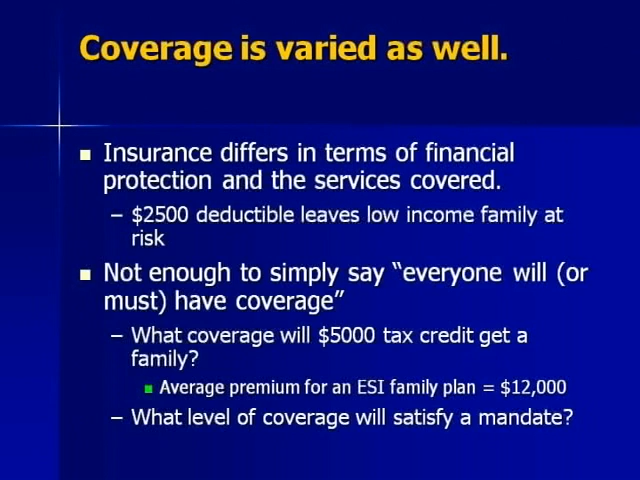 Coverage is varied as well.
Insurance differs in terms of financial
protection and the services covered.
– $2500 deductible leaves low income family at
risk
Not enough to simply say “everyone will (or
must) have coverage”
– What coverage will $5000 tax credit get a
family?
Average premium for an ESI family plan = $12,000
– What level of coverage will satisfy a mandate?